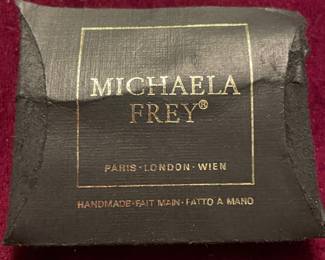 MICHAELA
FREY®
PARIS·LONDON·WIEN
HANDMADE·FAIT MAIN·FATTO A MANO